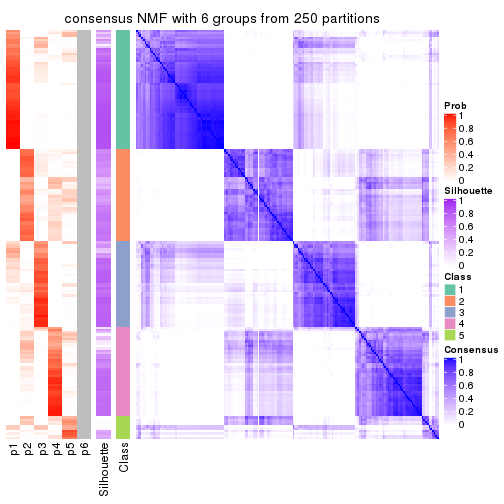 consensus NMF with 6 groups from 250 partitions
Prob
1
0.8
0.6
0.4
0.2
0
Silhouette
1
0.8
0.6
0.4
0.2
0
Class
1
2
3
4
5
Consensus
1
0.8
0.6
0.4
0.2
0
p1
p2
p3
p4
p5
p6
Silhouette
Class